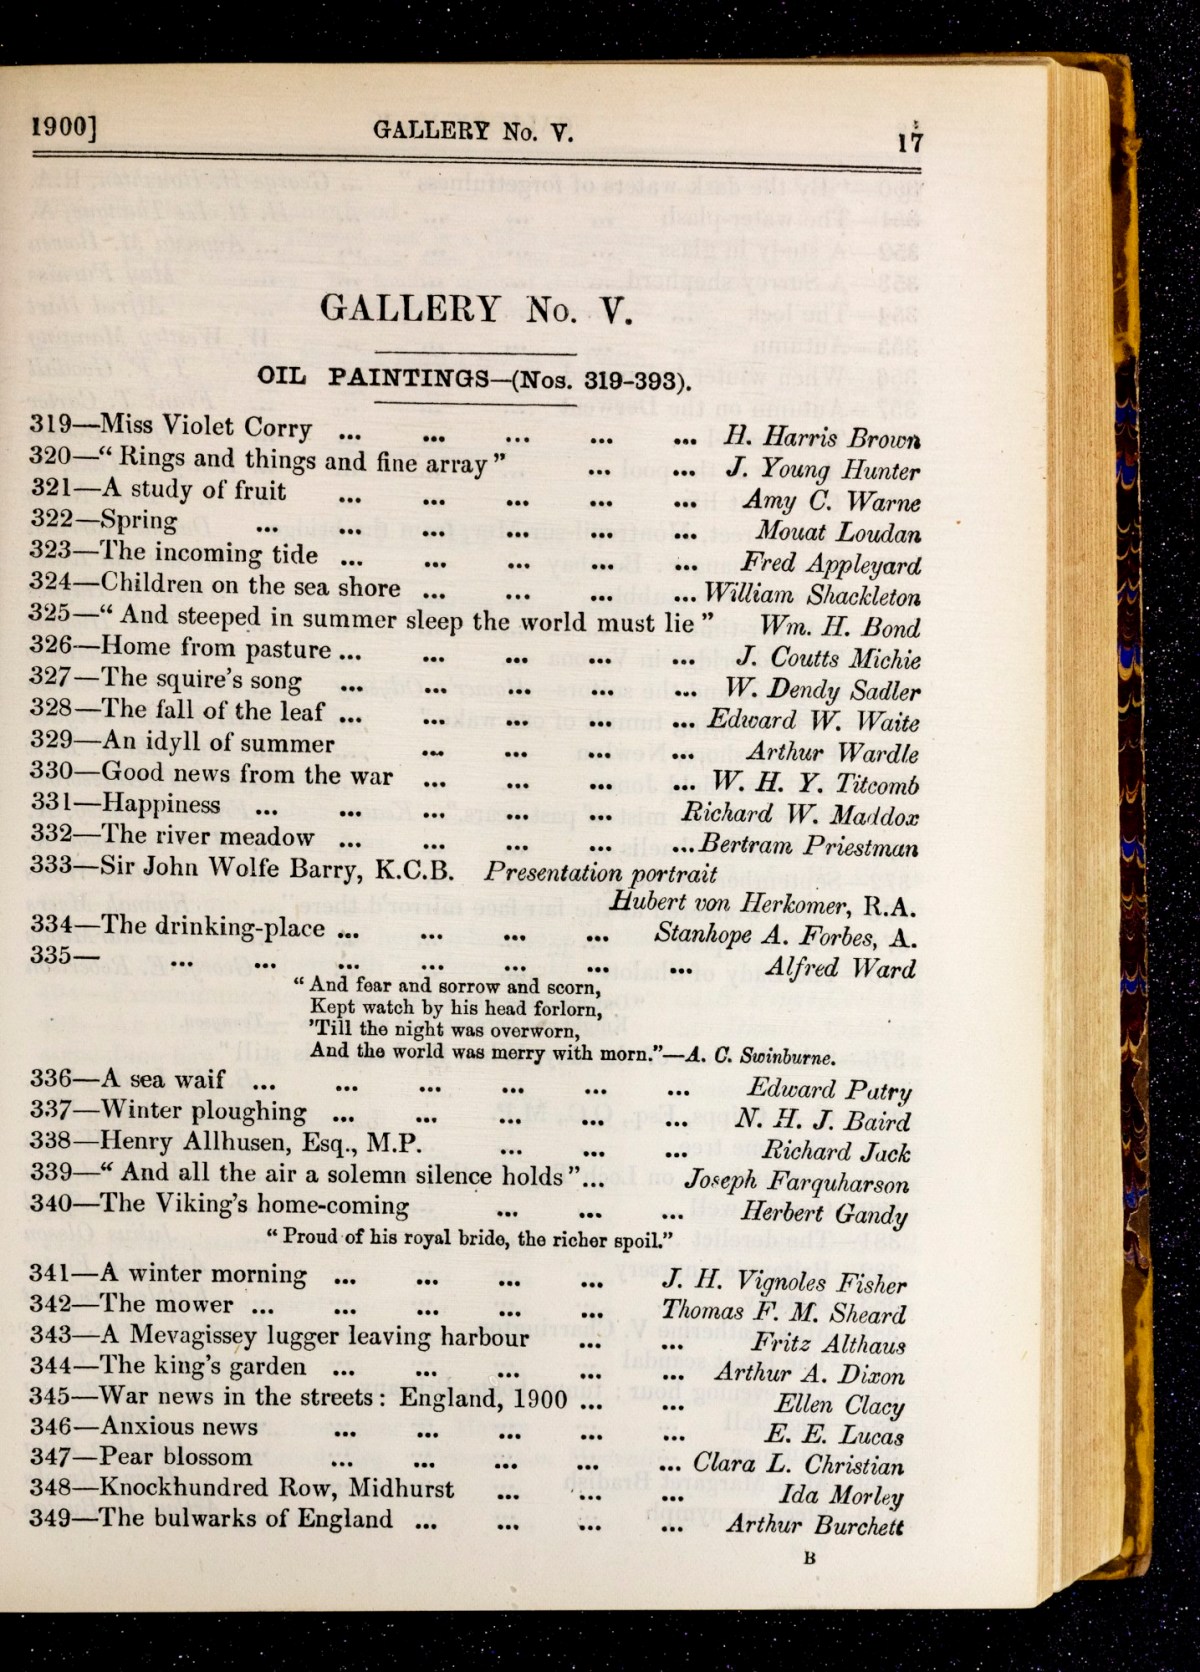 1900] GALLERY No. V. 17
GALLERY No. V.
OIL PAINTINGS—(Nos. 319-393).
319—Miss Violet Corry ... ... ... ... ... H. Harris Brown
320—“ Rings and things and fine array ” ... ... J. Young Hunter
321—A study of fruit ... ... ... ... ... Amy C. Warne
322—Spring ... ... ... ... ... ... Mouat Loudan
323—The incoming tide ... ... ... ... ... Fred Appleyard
324—Children on the sea shore ... ... ... ... William Shackleton
325—“ And steeped in summer sleep the world must lie ” Wm. H. Bond
326—Home from pasture ... ... ... ... ... J. Coutts Michie
327—The squire’s song ... ... ... ... ... W. Dendy Sadler
328—The fall of the leaf ... ... ... ... ... Edward W. Waite
329—An idyll of summer ... ... ... ... Arthur Wardle
330—Good news from the war ... ... ... ... W. H. Y. Titcomb
331—Happiness ... ... ... ... ... Richard W. Maddox
332—The river meadow ... ... ... ... ... Bertram Priestman
333—Sir John Wolfe Barry, K.C.B. Presentation portrait
Hubert von Herkomer, R.A.
334—The drinking-place ... ... ... ... Stanhope A. Forbes, A.
335— ... ... ... ... ... ... ... Alfred Ward
“ And fear and sorrow and scorn,
Kept watch by his head forlorn,
’Till the night was overworn,
And the world was merry with morn.”—A. C. Swinburne.
336—A sea waif ... ... ... ... ... ... Edward Patry
337—Winter ploughing ... ... ... ... ... N. H. J. Baird
338—Henry Allhusen, Esq., M.P. ... ... ... Richard Jack
339—“ And all the air a solemn silence holds ”... Joseph Farquharson
340—The Viking’s home-coming ... ... ... Herbert Gandy
“ Proud of his royal bride, the richer spoil.”
341—A winter morning ... ... ... ... J. H. Vignoles Fisher
342—The mower ... ... ... ... ... Thomas F. M. Sheard
343—A Mevagissey lugger leaving harbour ... ... Fritz Althaus
344—The king’s garden ... ... ... ... ... Arthur A. Dixon
345—War news in the streets : England, 1900 ... ... Ellen Clacy
346—Anxious news ... ... ... ... ... E. E. Lucas
347—Pear blossom ... ... ... ... ... Clara L. Christian
348—Knockhundred Row, Midhurst ... ... ... Ida Morley
349—The bulwarks of England ... ... ... ... Arthur Burchett
B